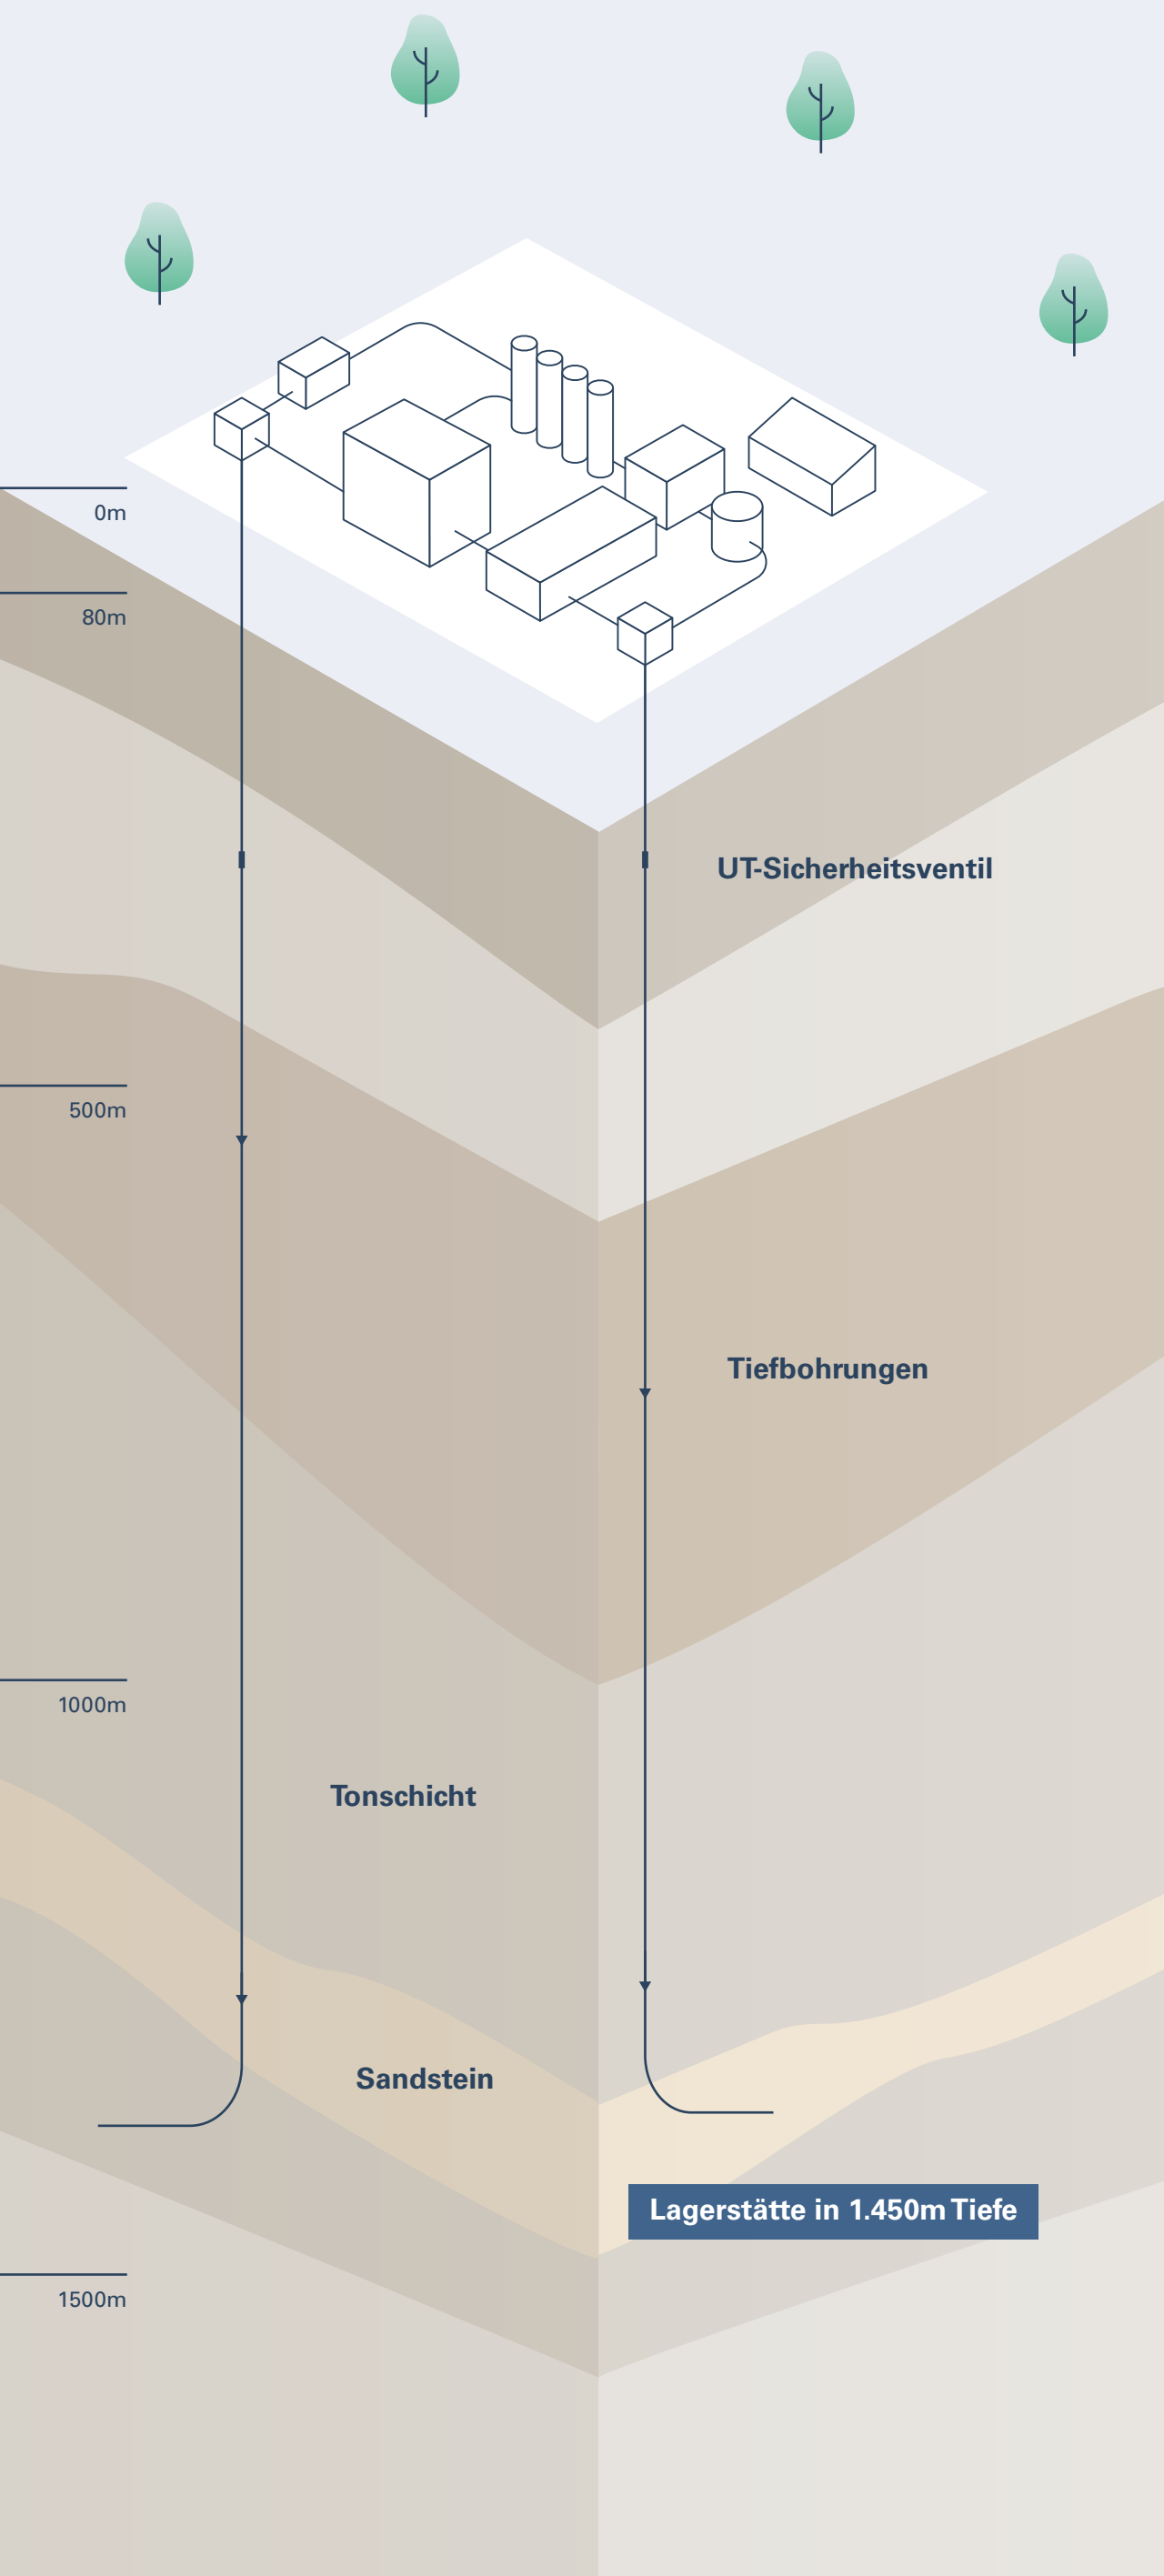 0m
80m
UT-Sicherheitsventil
500m
Tiefbohrungen
1000m
Tonschicht
Sandstein
Lagerstätte in 1.450m Tiefe
1500m